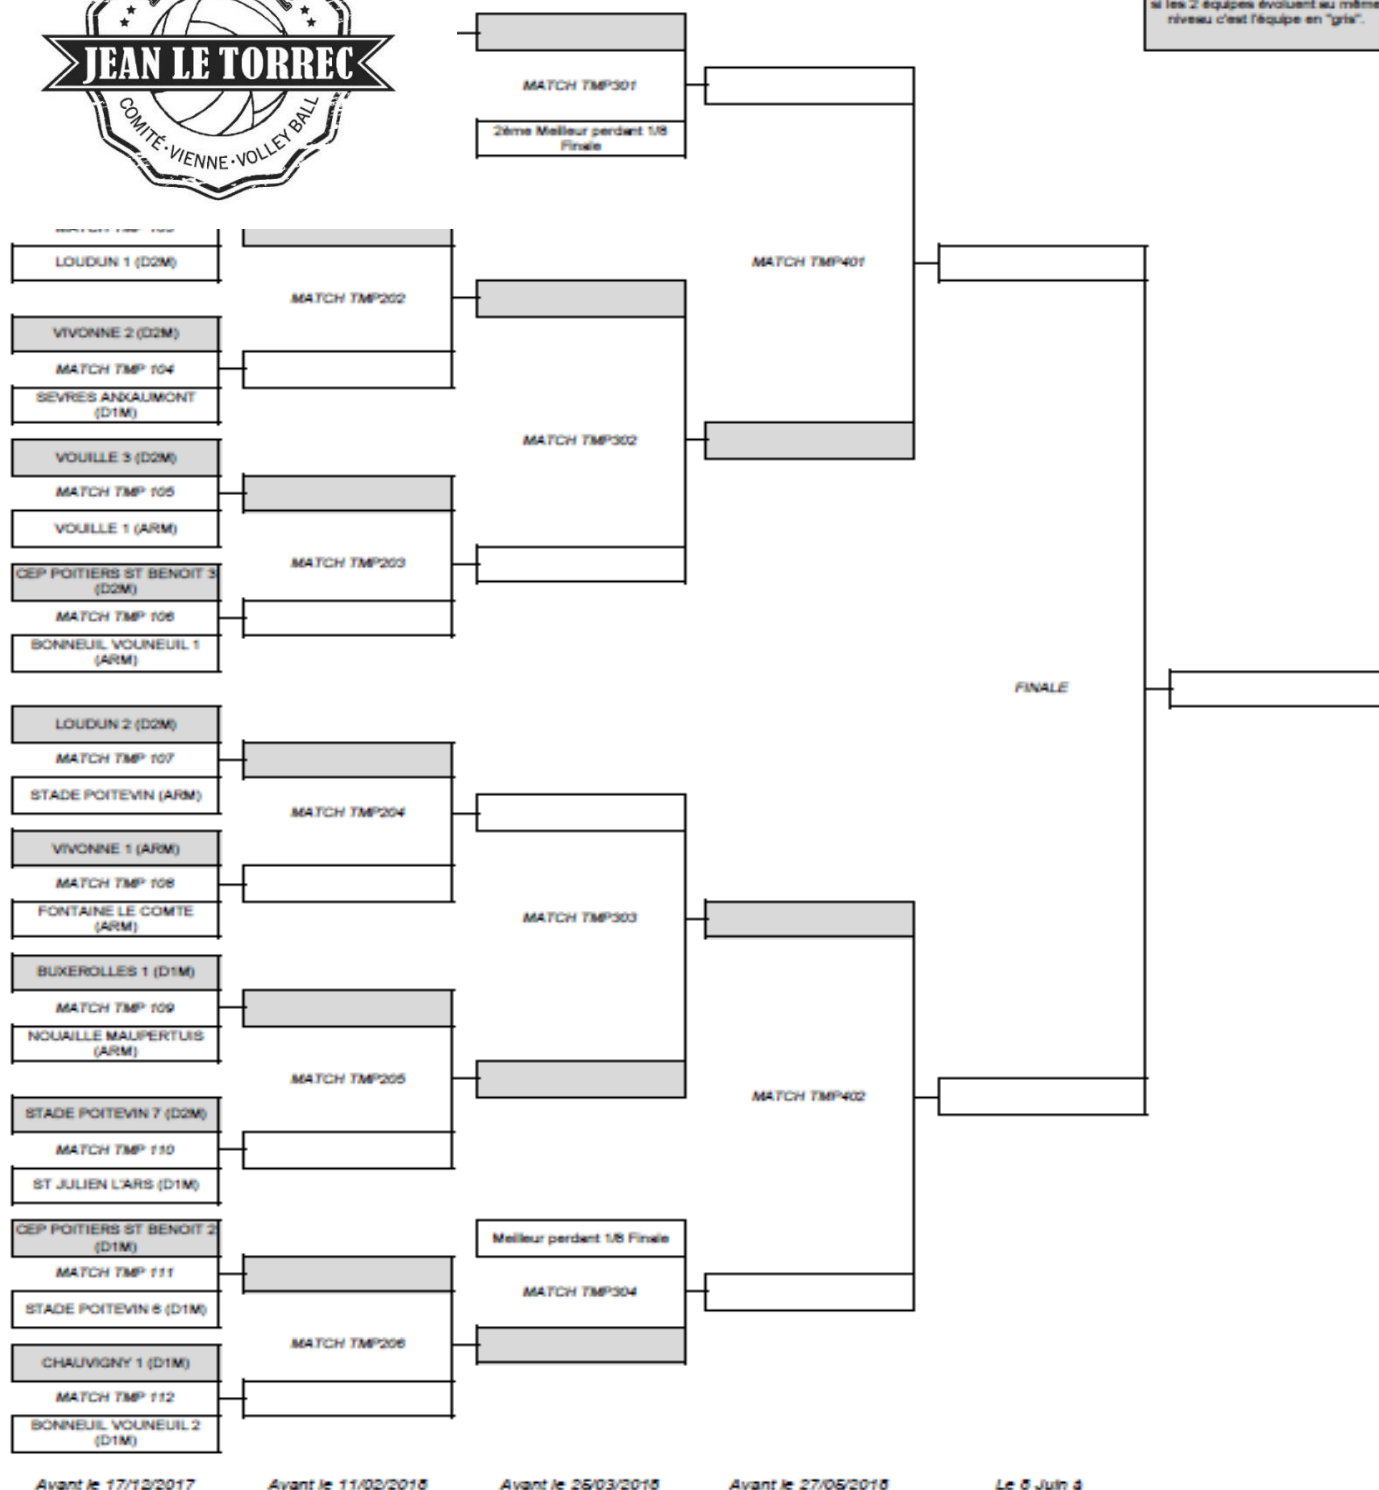 JEAN LE TORREC
COMITÉ · VIENNE · VOLLEY BALL
si les 2 équipes évoluent au même
niveau c'est l'équipe en "gris".
MATCH TMP301
2ème Meilleur perdant 1/8
Finale
LOUDUN 1 (D2M)
MATCH TMP202
MATCH TMP401
VIVONNE 2 (D2M)
MATCH TMP 104
SEVRES ANXAUMONT
(D1M)
MATCH TMP302
VOUILLE 3 (D2M)
MATCH TMP 105
VOUILLE 1 (ARM)
MATCH TMP203
CEP POITIERS ST BENOIT 3
(D2M)
MATCH TMP 106
BONNEUIL VOUNEUIL 1
(ARM)
FINALE
LOUDUN 2 (D2M)
MATCH TMP 107
STADE POITEVIN (ARM)
MATCH TMP204
VIVONNE 1 (ARM)
MATCH TMP 108
FONTAINE LE COMTE
(ARM)
MATCH TMP303
BUXEROLLES 1 (D1M)
MATCH TMP 109
NOUAILLE MAUPERTUIS
(ARM)
MATCH TMP205
MATCH TMP402
STADE POITEVIN 7 (D2M)
MATCH TMP 110
ST JULIEN L'ARS (D1M)
CEP POITIERS ST BENOIT 2
(D1M)
Meilleur perdant 1/8 Finale
MATCH TMP 111
MATCH TMP304
STADE POITEVIN 6 (D1M)
MATCH TMP206
CHAUVIGNY 1 (D1M)
MATCH TMP 112
BONNEUIL VOUNEUIL 2
(D1M)
Avant le 17/12/2017
Avant le 11/02/2018
Avant le 25/03/2018
Avant le 27/05/2018
Le 8 Juin à